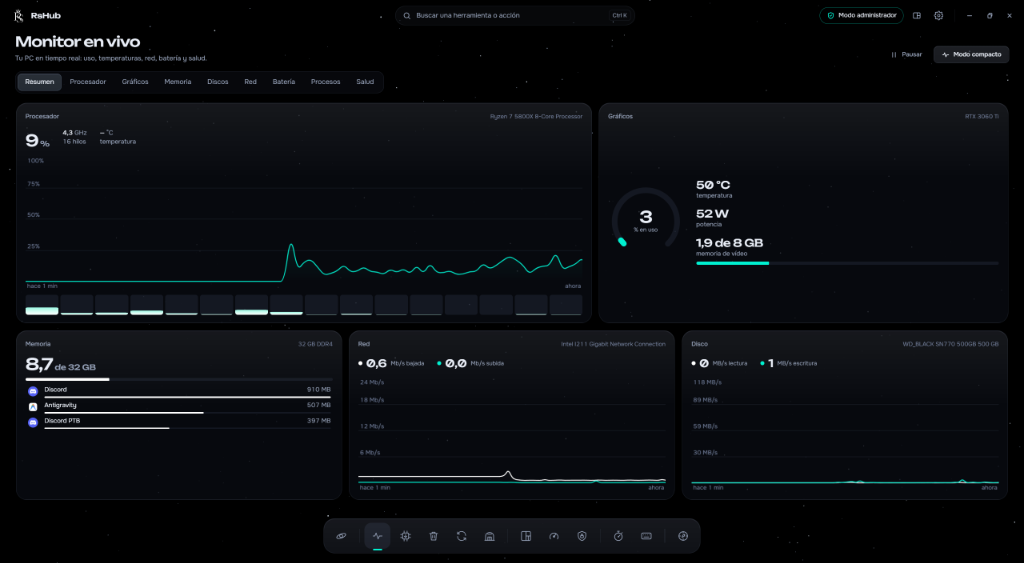 RsHub
Buscar una herramienta o acción
Ctrl K
Modo administrador
Monitor en vivo
Tu PC en tiempo real: uso, temperaturas, red, batería y salud.
Pausar
Modo compacto
Resumen
Procesador
Gráficos
Memoria
Discos
Red
Batería
Procesos
Salud
Procesador
Ryzen 7 5800X 8-Core Processor
9 %
4,3 GHz
16 hilos
– °C
temperatura
100%
75%
50%
25%
hace 1 min
ahora
Gráficos
RTX 3060 Ti
3
% en uso
50 °C
temperatura
52 W
potencia
1,9 de 8 GB
memoria de vídeo
Memoria
32 GB DDR4
8,7 de 32 GB
Discord
910 MB
Antigravity
507 MB
Discord PTB
397 MB
Red
Intel I211 Gigabit Network Connection
0,6 Mb/s bajada
0,0 Mb/s subida
24 Mb/s
18 Mb/s
12 Mb/s
6 Mb/s
hace 1 min
ahora
Disco
WD_BLACK SN770 500GB 500 GB
0 MB/s lectura
1 MB/s escritura
118 MB/s
89 MB/s
59 MB/s
30 MB/s
hace 1 min
ahora